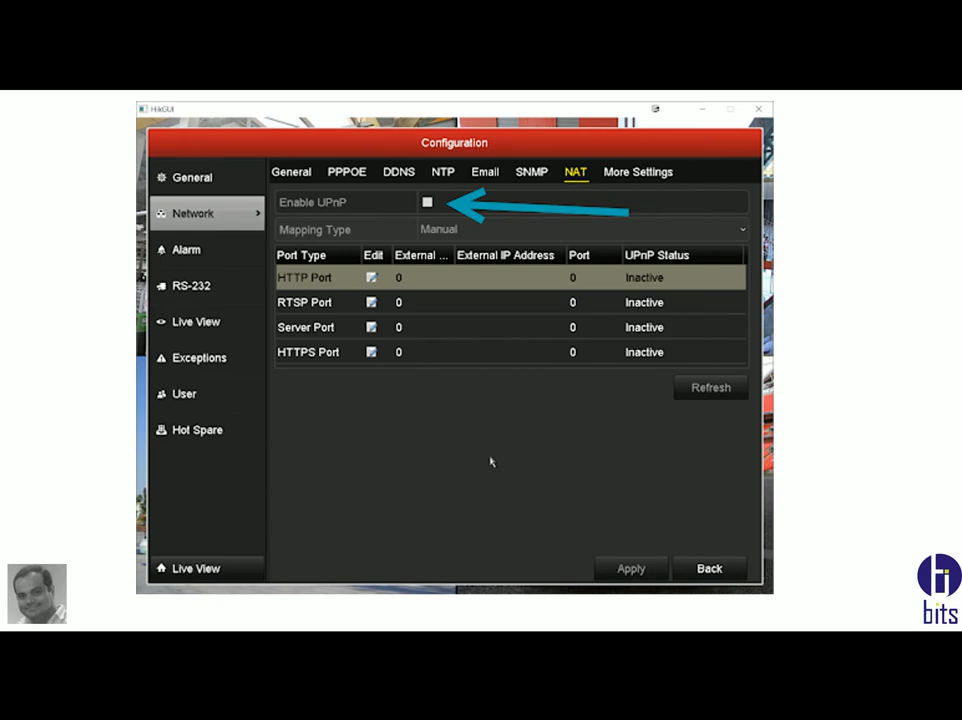 HikGUI
Configuration
General PPPOE DDNS NTP Email SNMP NAT More Settings
General
Network
Alarm
RS-232
Live View
Exceptions
User
Hot Spare
Live View
Enable UPnP
Mapping Type Manual
Port Type Edit External ... External IP Address Port UPnP Status
HTTP Port 0 0 Inactive
RTSP Port 0 0 Inactive
Server Port 0 0 Inactive
HTTPS Port 0 0 Inactive
Refresh
Apply Back
hi
bits